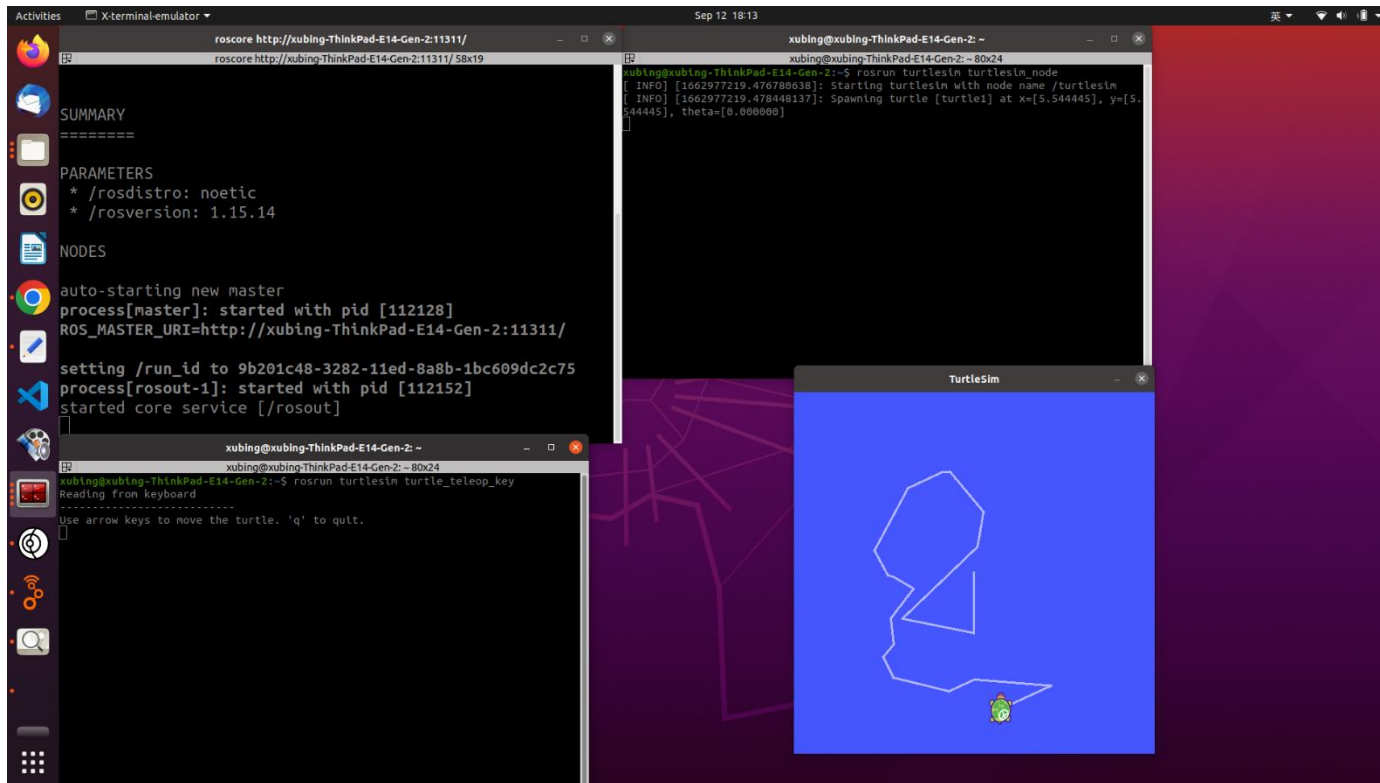 Activities
X-terminal-emulator
Sep 12 18:13
英
roscore http://xubing-ThinkPad-E14-Gen-2:11311/
roscore http://xubing-ThinkPad-E14-Gen-2:11311/ 58x19
SUMMARY
========
PARAMETERS
* /rosdistro: noetic
* /rosversion: 1.15.14
NODES
auto-starting new master
process[master]: started with pid [112128]
ROS_MASTER_URI=http://xubing-ThinkPad-E14-Gen-2:11311/
setting /run_id to 9b201c48-3282-11ed-8a8b-1bc609dc2c75
process[rosout-1]: started with pid [112152]
started core service [/rosout]
xubing@xubing-ThinkPad-E14-Gen-2: ~
xubing@xubing-ThinkPad-E14-Gen-2: ~ 80x24
xubing@xubing-ThinkPad-E14-Gen-2:~$ rosrun turtlesim turtlesim_node
[ INFO] [1662977219.476780638]: Starting turtlesim with node name /turtlesim
[ INFO] [1662977219.478448137]: Spawning turtle [turtle1] at x=[5.544445], y=[5.
544445], theta=[0.000000]
xubing@xubing-ThinkPad-E14-Gen-2: ~
xubing@xubing-ThinkPad-E14-Gen-2: ~ 80x24
xubing@xubing-ThinkPad-E14-Gen-2:~$ rosrun turtlesim turtle_teleop_key
Reading from keyboard
---------------------------
Use arrow keys to move the turtle. 'q' to quit.
TurtleSim